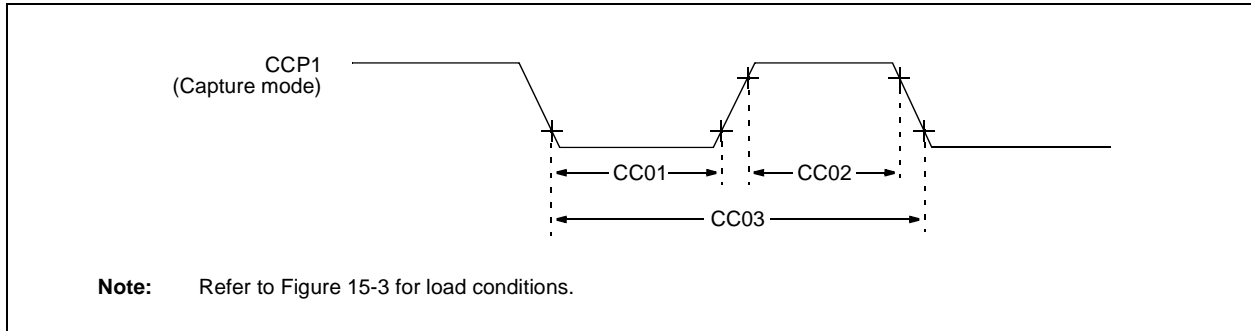 CCP1
(Capture mode)
CC01
CC02
CC03
Note: Refer to Figure 15-3 for load conditions.